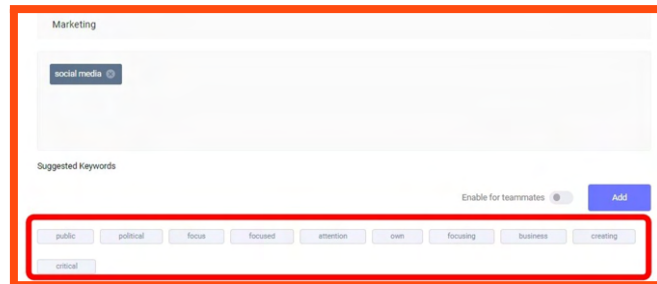 Marketing
social media
Suggested Keywords
Enable for teammates Add
public political focus focused attention own focusing business creating
critical